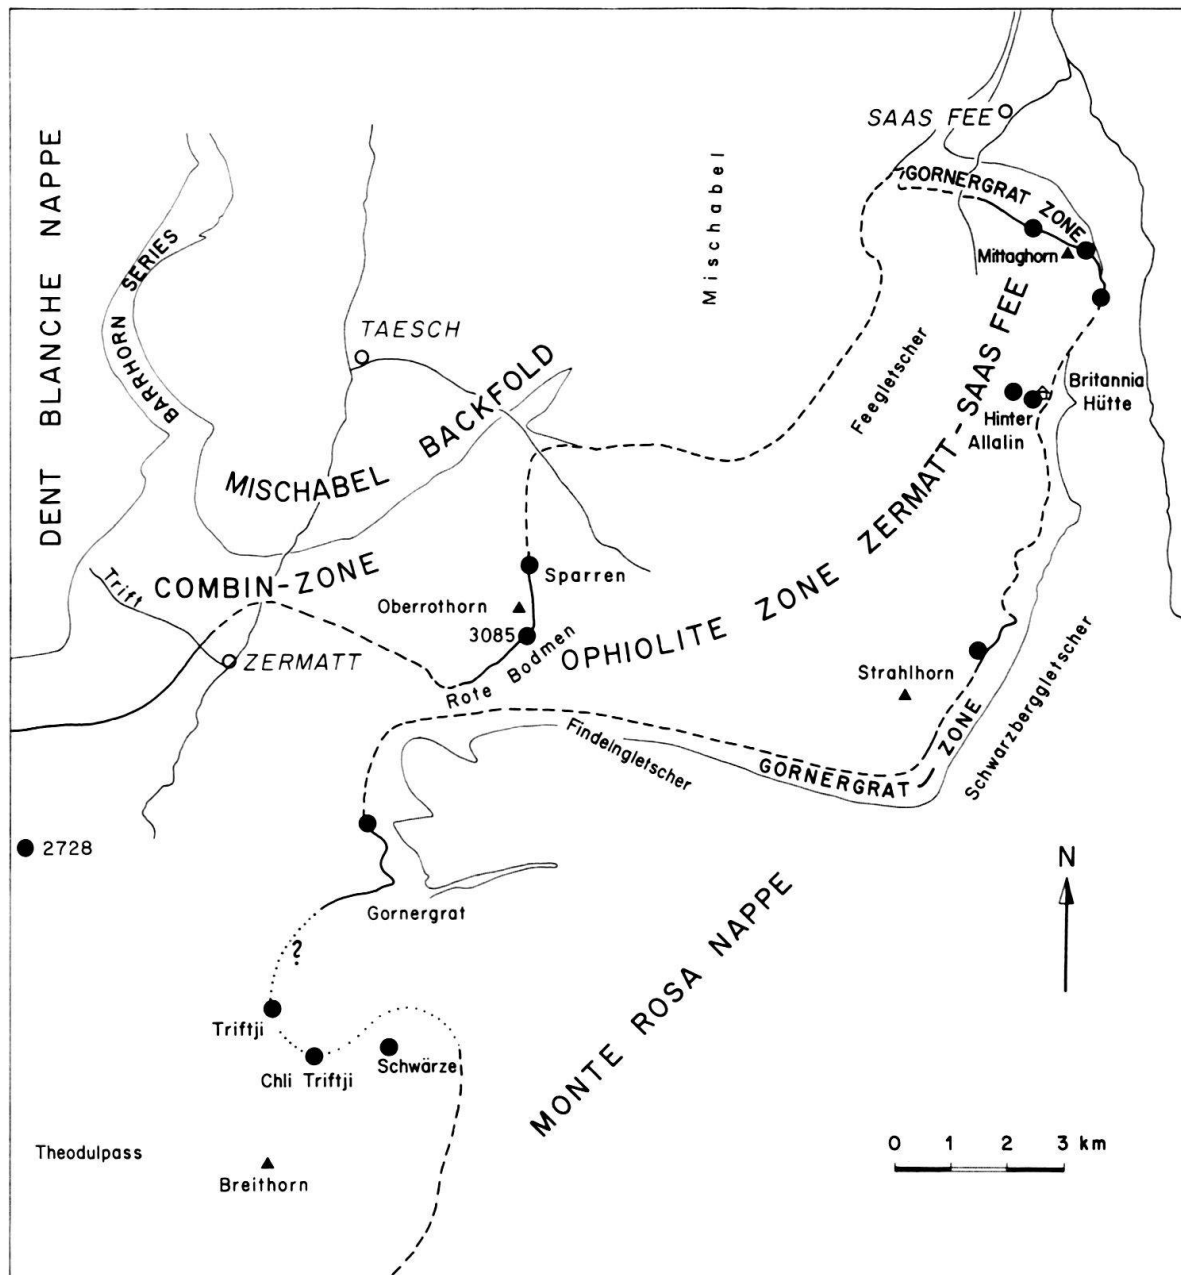 SAAS FEE
GORNERGRAT ZONE
Mittaghorn
DENT BLANCHE NAPPE
BARRHORN SERIES
Mischabel
TAESCH
Feegletscher
Britannia
Hütte
Hinter
Allalin
MISCHABEL BACKFOLD
OPHIOLITE ZONE ZERMATT-SAAS FEE
Trift
COMBIN-ZONE
Sparren
Oberrothorn
3085
Rote Bodmen
ZERMATT
Strahlhorn
Findelngletscher
GORNERGRAT ZONE
Schwarzberggletscher
2728
N
Gornergrat
?
MONTE ROSA NAPPE
Triftji
Chli Triftji
Schwärze
Theodulpass
Breithorn
0 1 2 3 km